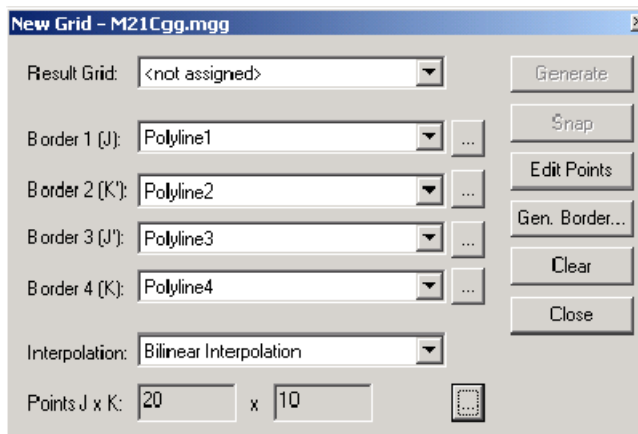 New Grid - M21Cgg.mgg
Result Grid: <not assigned> Generate
Snap
Border 1 (J): Polyline1 ...
Edit Points
Border 2 (K'): Polyline2 ...
Gen. Border...
Border 3 (J'): Polyline3 ...
Clear
Border 4 (K): Polyline4 ...
Close
Interpolation: Bilinear Interpolation
Points J x K: 20 x 10 ...